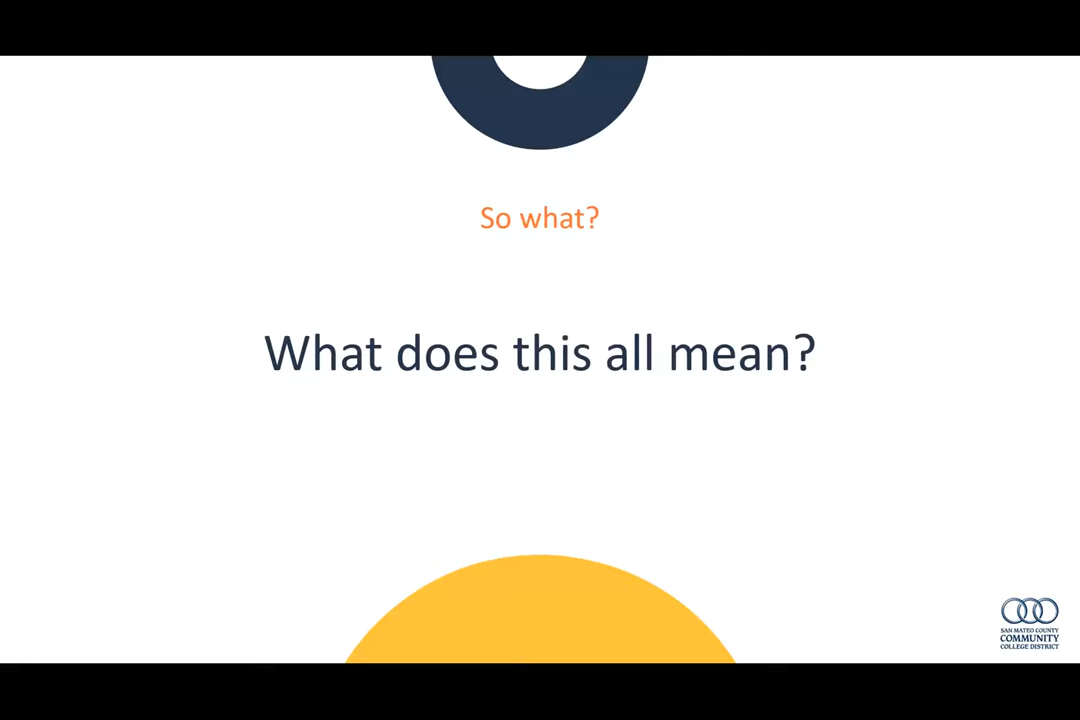 So what?
What does this all mean?
SAN MATEO COUNTY
COMMUNITY
COLLEGE DISTRICT